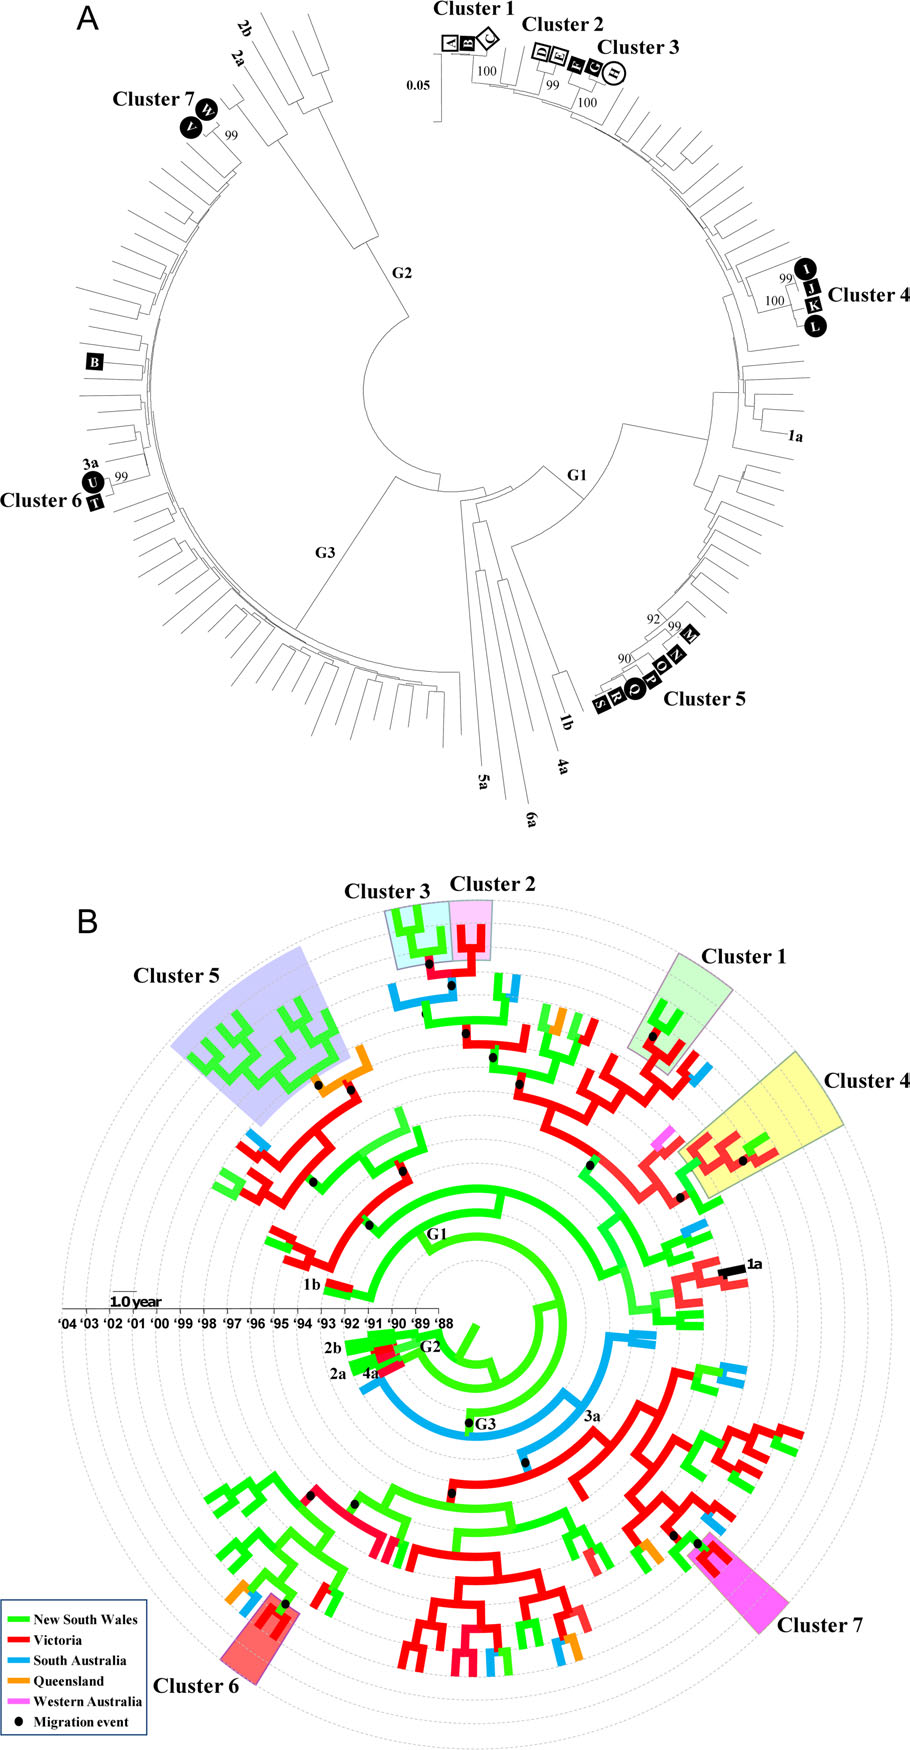 A
Cluster 1
A B C
Cluster 2
D E
F G H
Cluster 3
0.05
100
99
100
2b
2a
Cluster 7
W
V
99
G2
I
99
J
100
K
Cluster 4
L
B
1a
3a
U
99
Cluster 6
T
G1
G3
92
99
M
90
N
O
P
Q
R
S
Cluster 5
1b
4a
5a
6a
B
Cluster 3
Cluster 2
Cluster 5
Cluster 1
Cluster 4
G1
1a
1b
1.0 year
'04 '03 '02 '01 '00 '99 '98 '97 '96 '95 '94 '93 '92 '91 '90 '89 '88
2b
G2
2a
4a
3a
G3
New South Wales
Victoria
South Australia
Queensland
Western Australia
Migration event
Cluster 7
Cluster 6